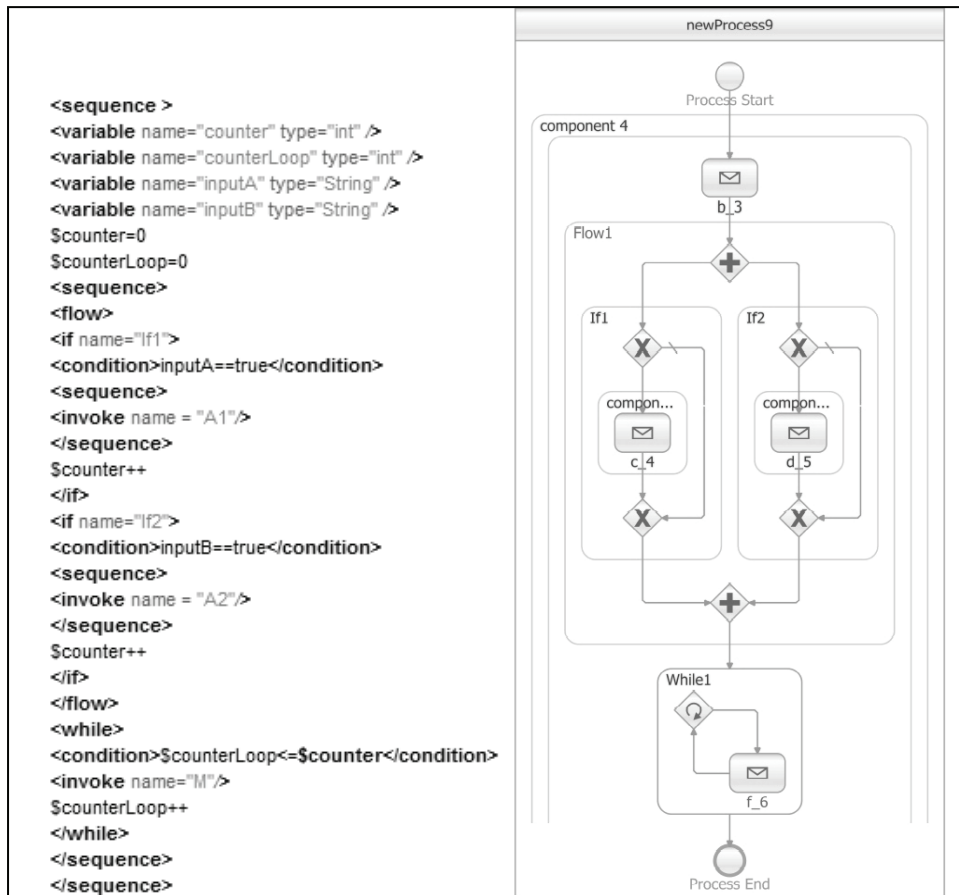 <sequence >
<variable name="counter" type="int" />
<variable name="counterLoop" type="int" />
<variable name="inputA" type="String" />
<variable name="inputB" type="String" />
$counter=0
$counterLoop=0
<sequence>
<flow>
<if name="If1">
<condition>inputA==true</condition>
<sequence>
<invoke name = "A1"/>
</sequence>
$counter++
</if>
<if name="If2">
<condition>inputB==true</condition>
<sequence>
<invoke name = "A2"/>
</sequence>
$counter++
</if>
</flow>
<while>
<condition>$counterLoop<=$counter</condition>
<invoke name="M"/>
$counterLoop++
</while>
</sequence>
</sequence>
newProcess9
Process Start
component 4
b_3
Flow1
If1
If2
X
X
compon...
compon...
c_4
d_5
X
X
While1
f_6
Process End